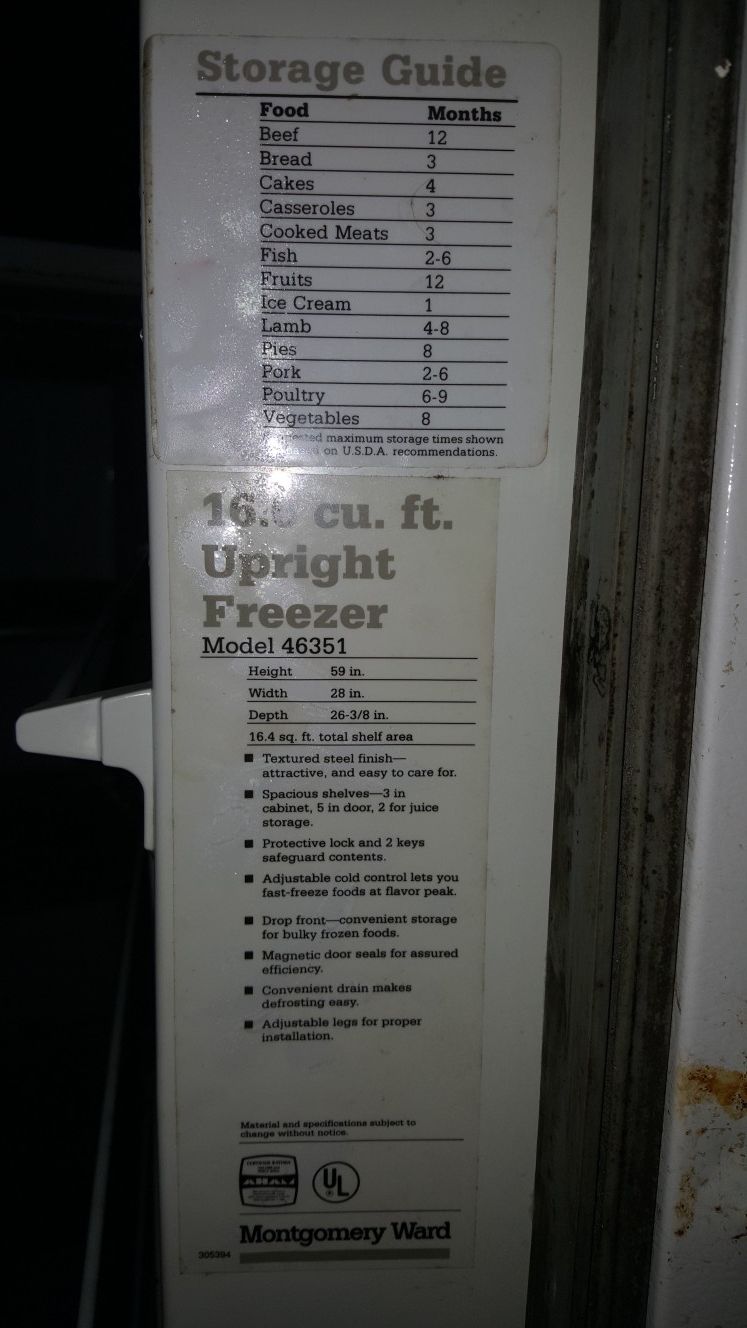 Storage Guide
Food Months
Beef 12
Bread 3
Cakes 4
Casseroles 3
Cooked Meats 3
Fish 2-6
Fruits 12
Ice Cream 1
Lamb 4-8
Pies 8
Pork 2-6
Poultry 6-9
Vegetables 8
maximum storage times shown
on U.S.D.A. recommendations.
cu. ft.
Upright
Freezer
Model 46351
Height 59 in.
Width 28 in.
Depth 26-3/8 in.
16.4 sq. ft. total shelf area
■ Textured steel finish—
attractive, and easy to care for.
■ Spacious shelves—3 in
cabinet, 5 in door, 2 for juice
storage.
■ Protective lock and 2 keys
safeguard contents.
■ Adjustable cold control lets you
fast-freeze foods at flavor peak.
■ Drop front—convenient storage
for bulky frozen foods.
■ Magnetic door seals for assured
efficiency.
■ Convenient drain makes
defrosting easy.
■ Adjustable legs for proper
installation.
Material and specifications subject to
change without notice.
AHAM
UL
Montgomery Ward
305394